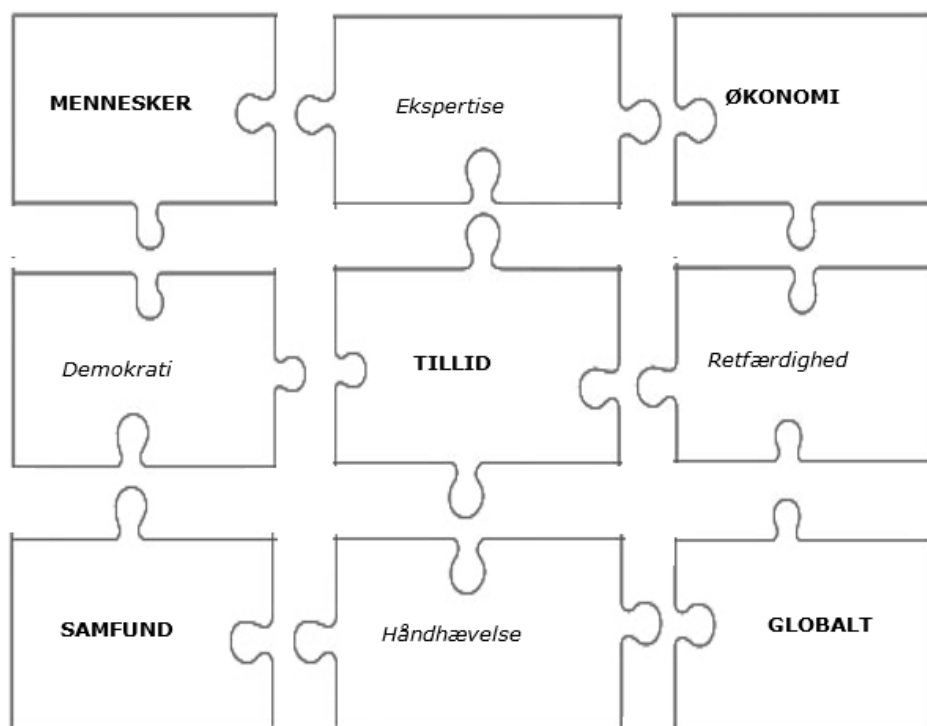 MENNESKER
Ekspertise
ØKONOMI
Demokrati
TILLID
Retfærdighed
SAMFUND
Håndhævelse
GLOBALT